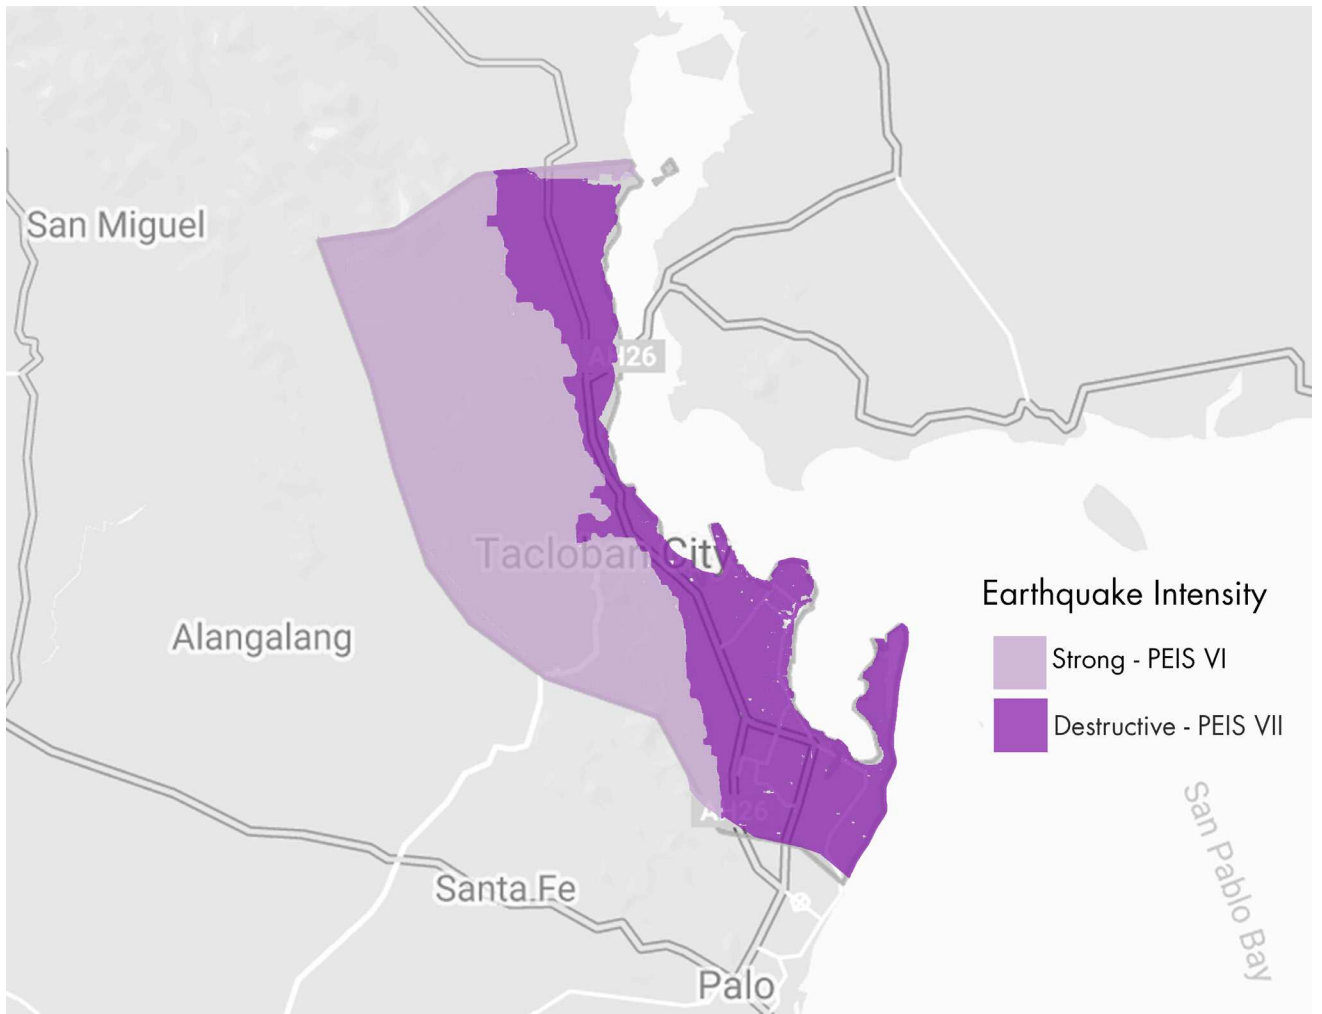 San Miguel
AH26
Tacloban City
Earthquake Intensity
Strong - PEIS VI
Destructive - PEIS VII
Alangalang
AH26
San Pablo Bay
Santa Fe
Palo